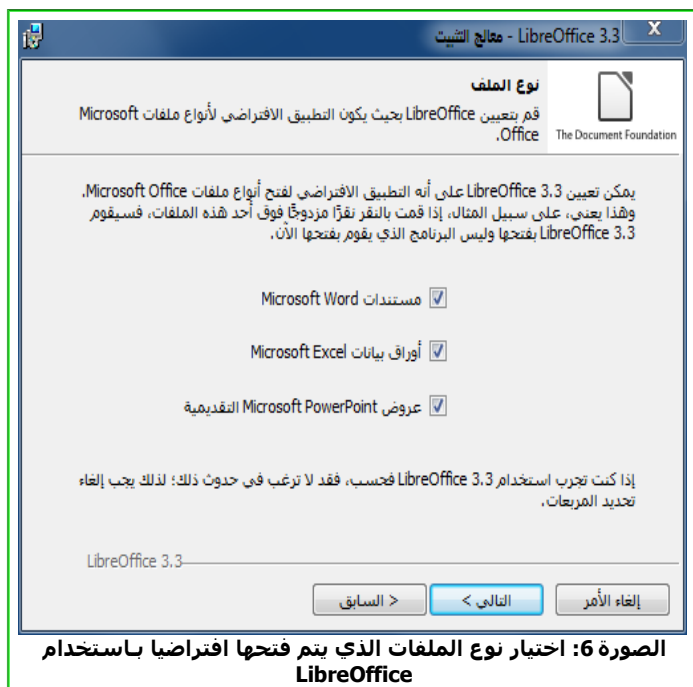 LibreOffice 3.3 - معالج التثبيت
نوع الملف
قم بتعيين LibreOffice بحيث يكون التطبيق الافتراضي لأنواع ملفات Microsoft
Office.
The Document Foundation
يمكن تعيين LibreOffice 3.3 على أنه التطبيق الافتراضي لفتح أنواع ملفات Microsoft Office.
وهذا يعني، على سبيل المثال، إذا قمت بالنقر نقرًا مزدوجًا فوق أحد هذه الملفات، فسيقوم
LibreOffice 3.3 بفتحها وليس البرنامج الذي يقوم بفتحها الآن.
مستندات Microsoft Word
أوراق بيانات Microsoft Excel
عروض Microsoft PowerPoint التقديمية
إذا كنت تجرب استخدام LibreOffice 3.3 فحسب، فقد لا ترغب في حدوث ذلك؛ لذلك يجب إلغاء
تحديد المربعات.
LibreOffice 3.3
إلغاء الأمر
التالي >
< السابق
الصورة 6: اختيار نوع الملفات الذي يتم فتحها افتراضيا باستخدام
LibreOffice